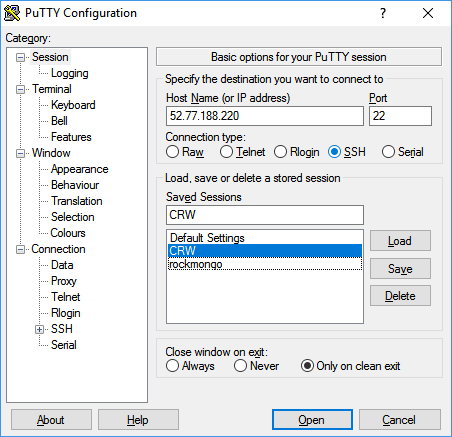 PuTTY Configuration
? ×
Category:
Session
Logging
Terminal
Keyboard
Bell
Features
Window
Appearance
Behaviour
Translation
Selection
Colours
Connection
Data
Proxy
Telnet
Rlogin
SSH
Serial
Basic options for your PuTTY session
Specify the destination you want to connect to
Host Name (or IP address) Port
52.77.188.220 22
Connection type:
Raw Telnet Rlogin SSH Serial
Load, save or delete a stored session
Saved Sessions
CRW
Default Settings
CRW
rockmongo
Load
Save
Delete
Close window on exit:
Always Never Only on clean exit
About Help Open Cancel